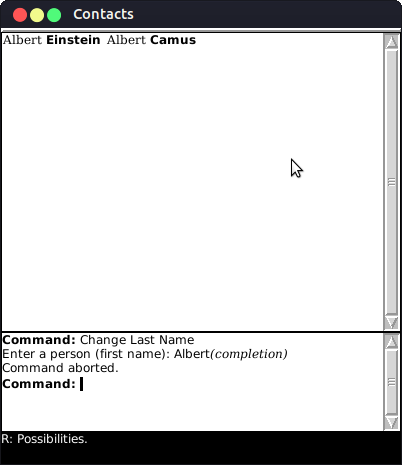 Contacts
Albert Einstein Albert Camus
Command: Change Last Name
Enter a person (first name): Albert(completion)
Command aborted.
Command:
R: Possibilities.